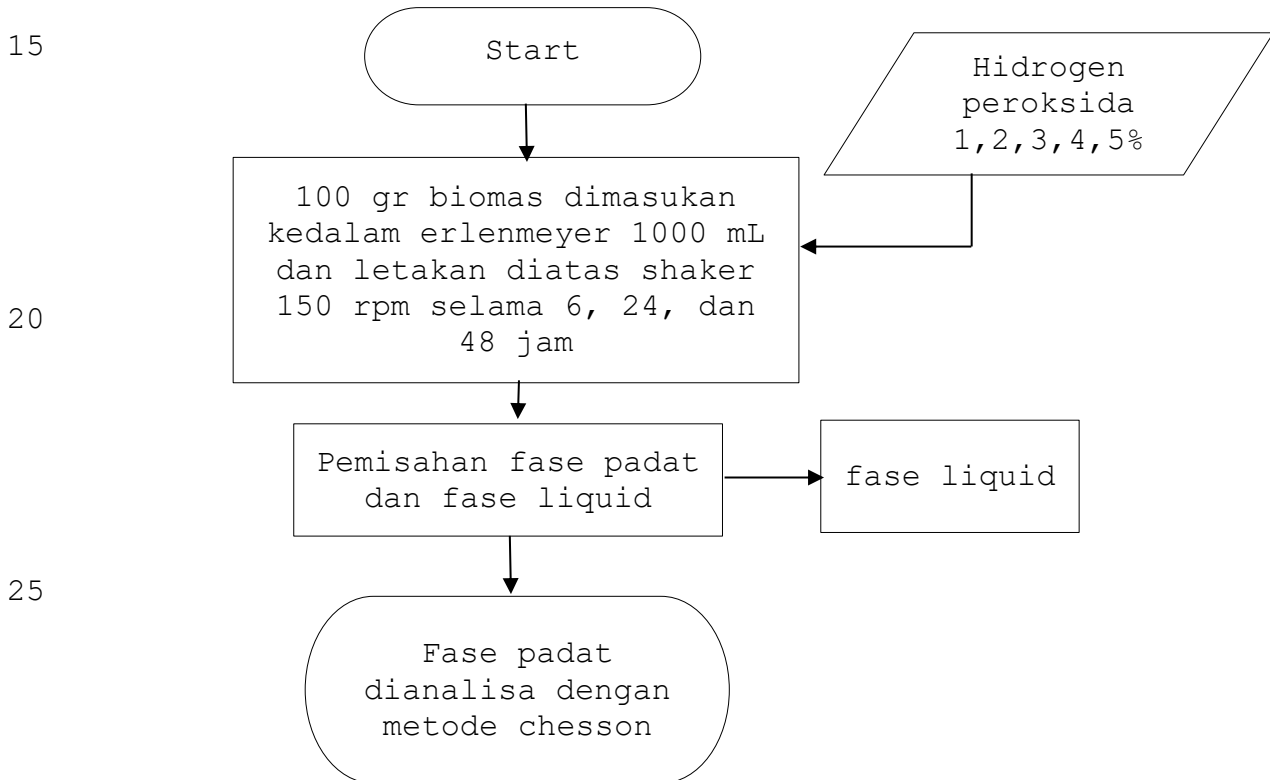 15
Start
Hidrogen
peroksida
1,2,3,4,5%
100 gr biomas dimasukan
kedalam erlenmeyer 1000 mL
dan letakan diatas shaker
150 rpm selama 6, 24, dan
48 jam
20
Pemisahan fase padat
dan fase liquid
fase liquid
25
Fase padat
dianalisa dengan
metode chesson